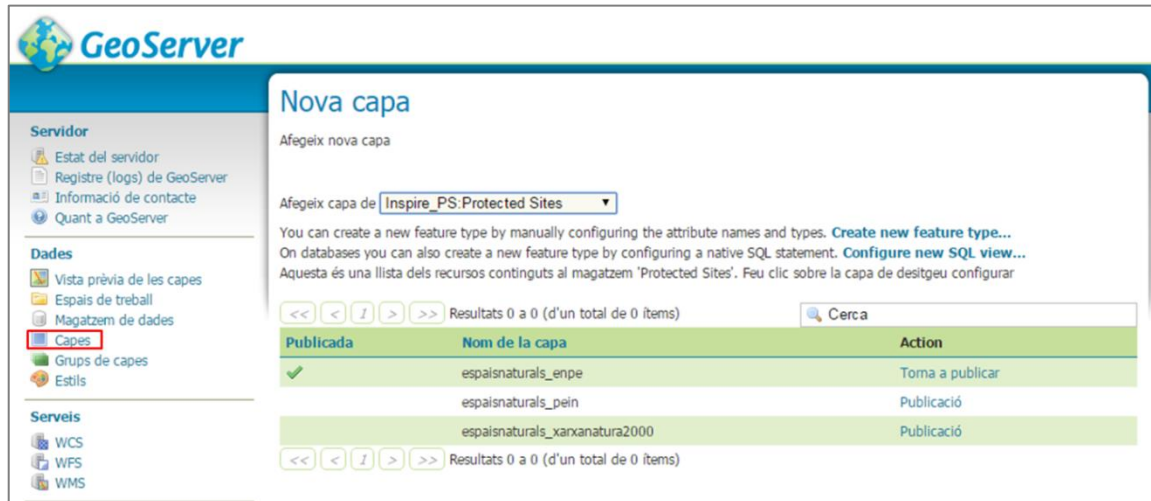 GeoServer
Servidor
Estat del servidor
Registre (logs) de GeoServer
Informació de contacte
Quant a GeoServer
Dades
Vista prèvia de les capes
Espais de treball
Magatzem de dades
Capes
Grups de capes
Estils
Serveis
WCS
WFS
WMS
Nova capa
Afegeix nova capa
Afegeix capa de Inspire_PS:Protected Sites
You can create a new feature type by manually configuring the attribute names and types. Create new feature type...
On databases you can also create a new feature type by configuring a native SQL statement. Configure new SQL view...
Aquesta és una llista dels recursos continguts al magatzem 'Protected Sites'. Feu clic sobre la capa de desitgeu configurar
<< < 1 > >> Resultats 0 a 0 (d'un total de 0 ítems) Cerca
Publicada Nom de la capa Action
espaisnaturals_enpe Torna a publicar
espaisnaturals_pein Publicació
espaisnaturals_xarxanatura2000 Publicació
<< < 1 > >> Resultats 0 a 0 (d'un total de 0 ítems)